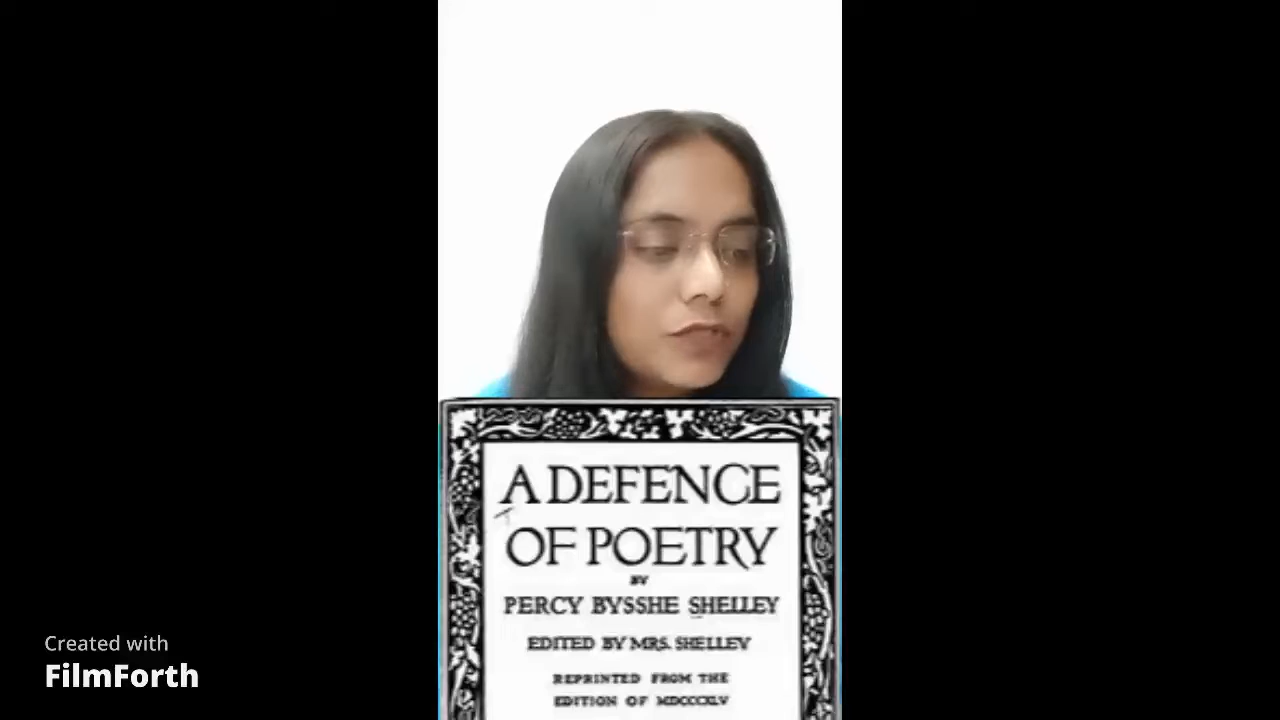 A DEFENCE
OF POETRY
BY
PERCY BYSSHE SHELLEY
EDITED BY MRS. SHELLEY
REPRINTED FROM THE
EDITION OF MDCCCXLV
Created with
FilmForth